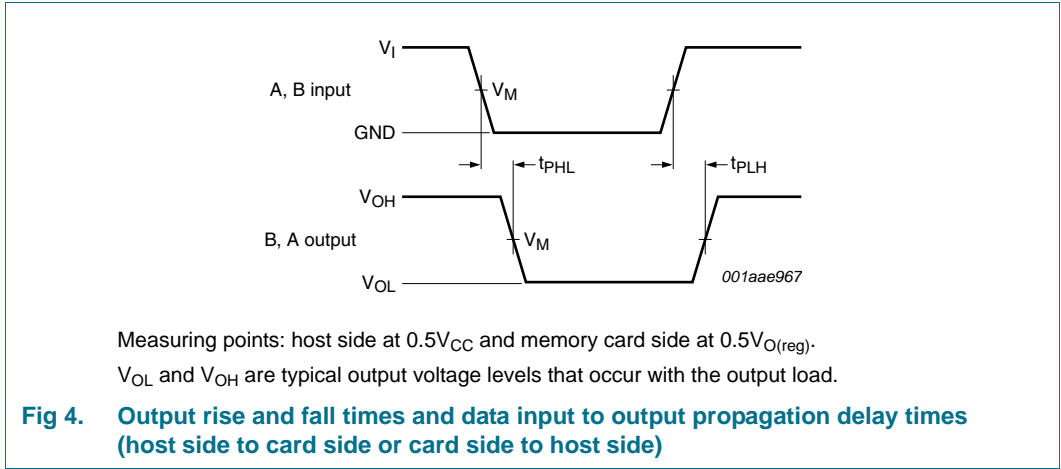 V_I
A, B input
V_M
GND
t_PHL
t_PLH
V_OH
B, A output
V_M
V_OL
001aae967
Measuring points: host side at 0.5V_CC and memory card side at 0.5V_O(reg).
V_OL and V_OH are typical output voltage levels that occur with the output load.
Fig 4. Output rise and fall times and data input to output propagation delay times
(host side to card side or card side to host side)